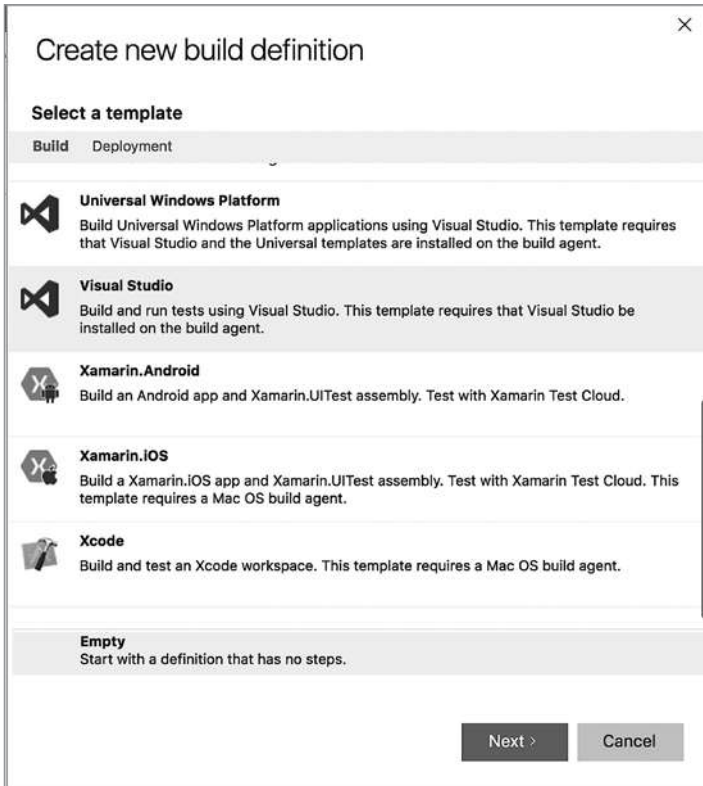 Create new build definition
Select a template
Build Deployment
Universal Windows Platform
Build Universal Windows Platform applications using Visual Studio. This template requires
that Visual Studio and the Universal templates are installed on the build agent.
Visual Studio
Build and run tests using Visual Studio. This template requires that Visual Studio be
installed on the build agent.
Xamarin.Android
Build an Android app and Xamarin.UITest assembly. Test with Xamarin Test Cloud.
Xamarin.iOS
Build a Xamarin.iOS app and Xamarin.UITest assembly. Test with Xamarin Test Cloud. This
template requires a Mac OS build agent.
Xcode
Build and test an Xcode workspace. This template requires a Mac OS build agent.
Empty
Start with a definition that has no steps.
Next >
Cancel